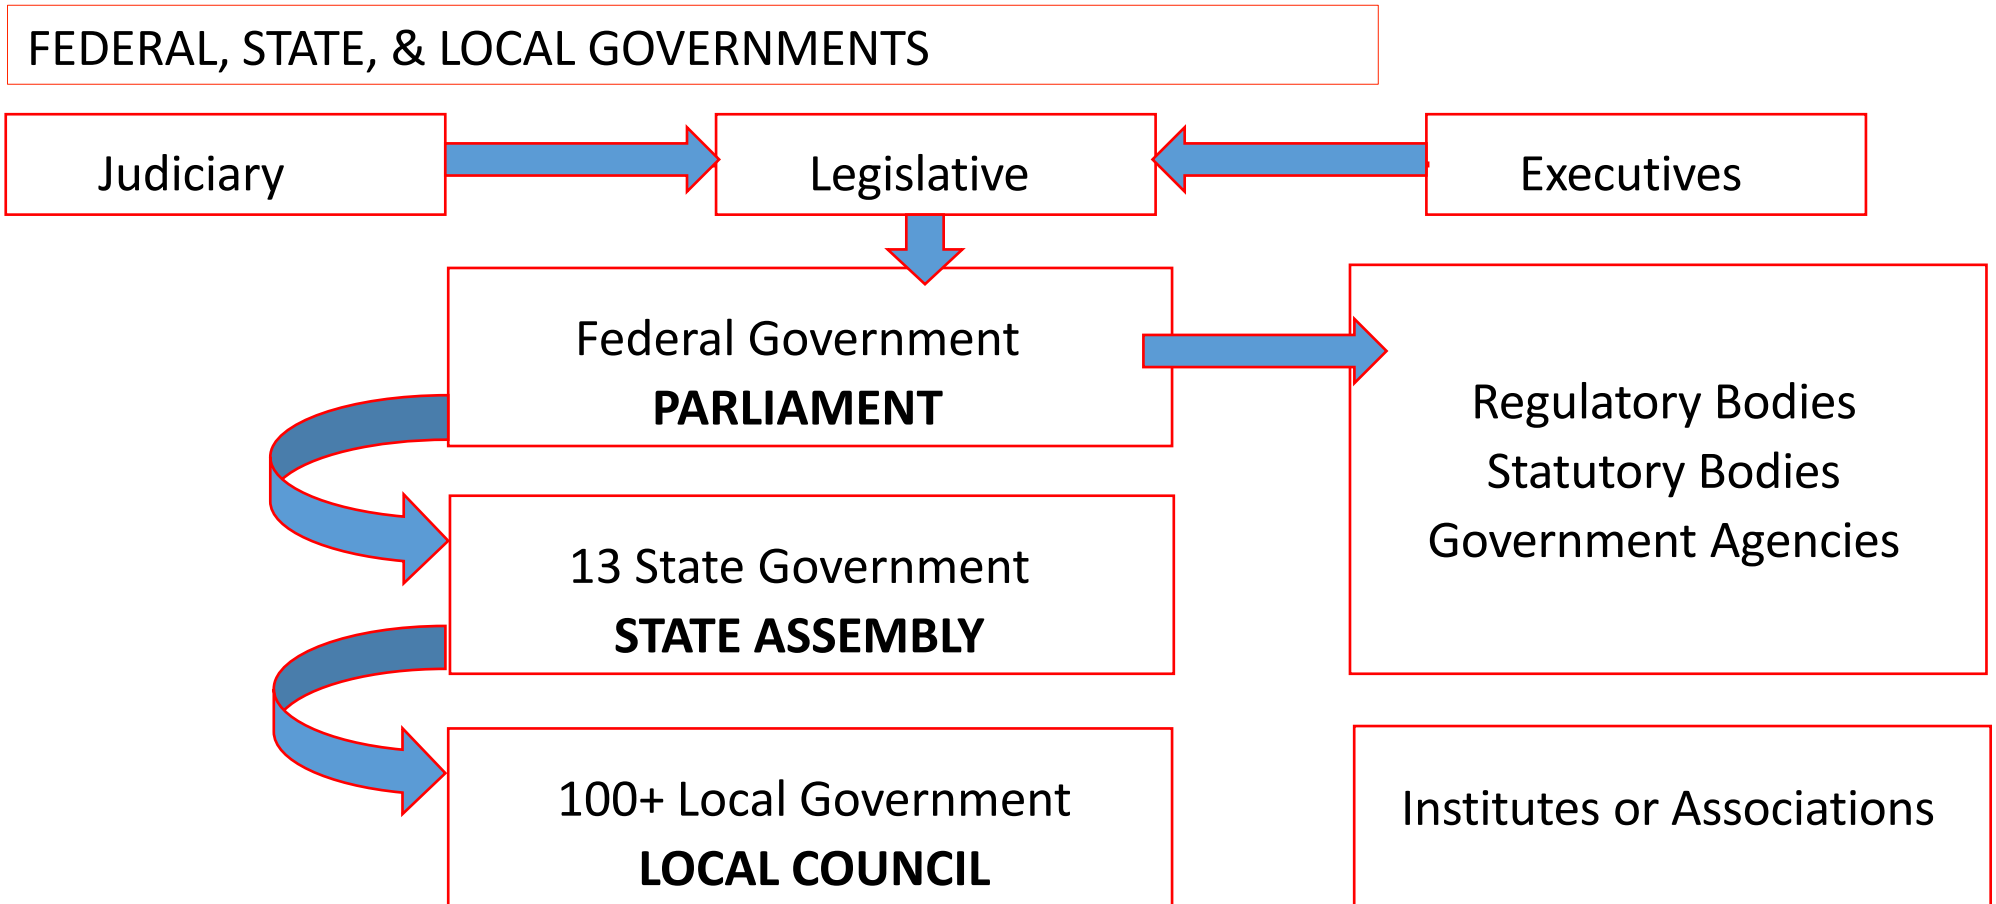 FEDERAL, STATE, & LOCAL GOVERNMENTS
Judiciary
Legislative
Executives
Federal Government
PARLIAMENT
Regulatory Bodies
Statutory Bodies
Government Agencies
13 State Government
STATE ASSEMBLY
100+ Local Government
LOCAL COUNCIL
Institutes or Associations